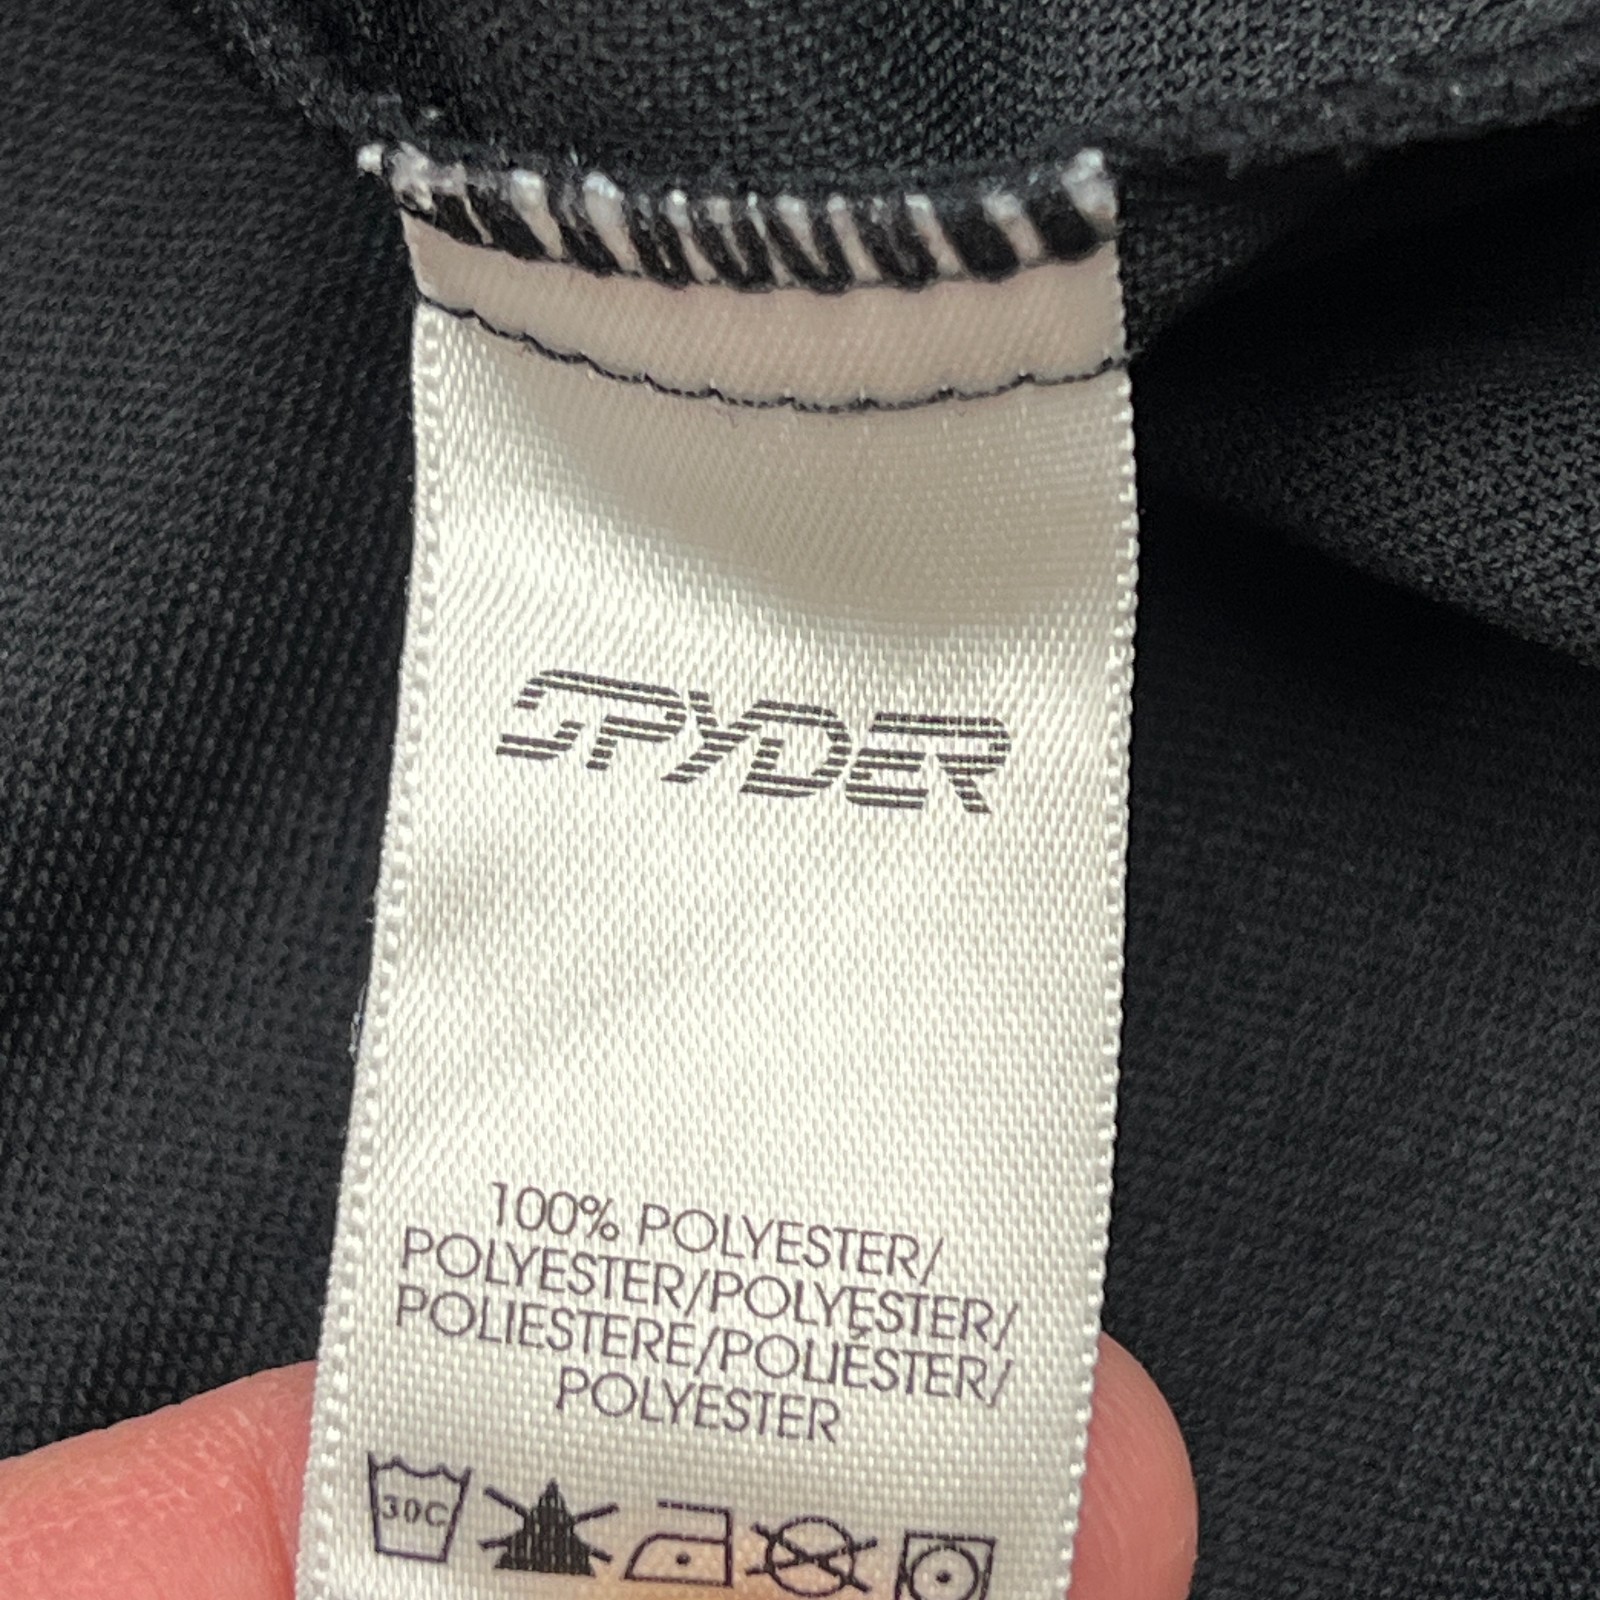 SPYDER
100% POLYESTER/
POLYESTER/POLYESTER/
POLIESTERE/POLIÉSTER/
POLYESTER
30C